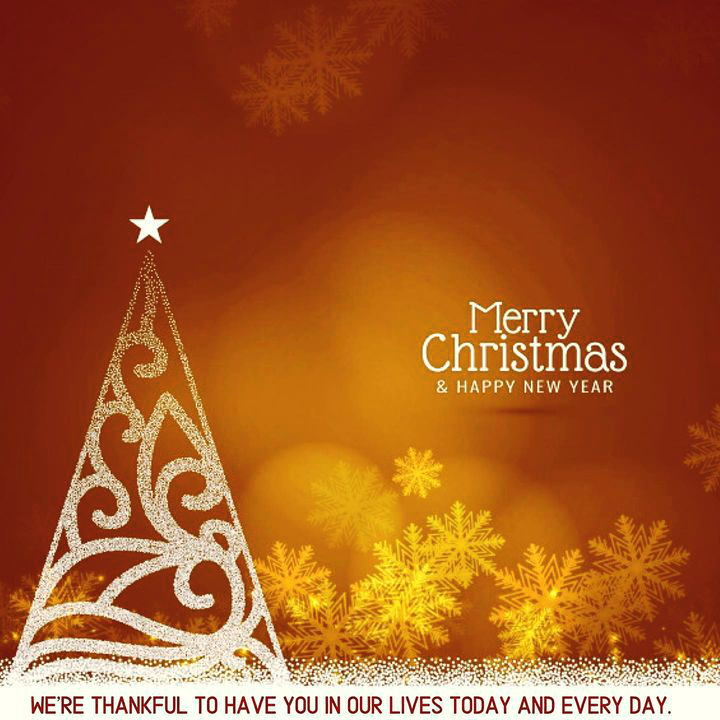 Merry
Christmas
& HAPPY NEW YEAR
WE'RE THANKFUL TO HAVE YOU IN OUR LIVES TODAY AND EVERY DAY.